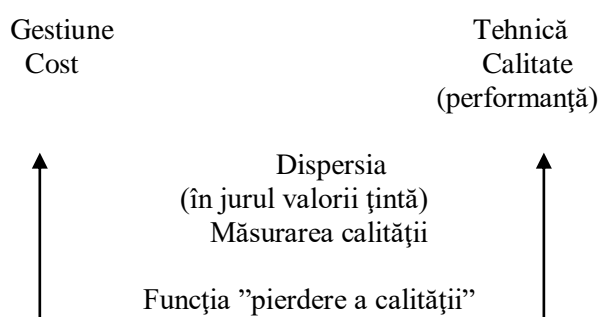 Gestiune Tehnică
Cost Calitate
(performanţă)
Dispersia
(în jurul valorii ţintă)
Măsurarea calităţii
Funcţia ”pierdere a calităţii”